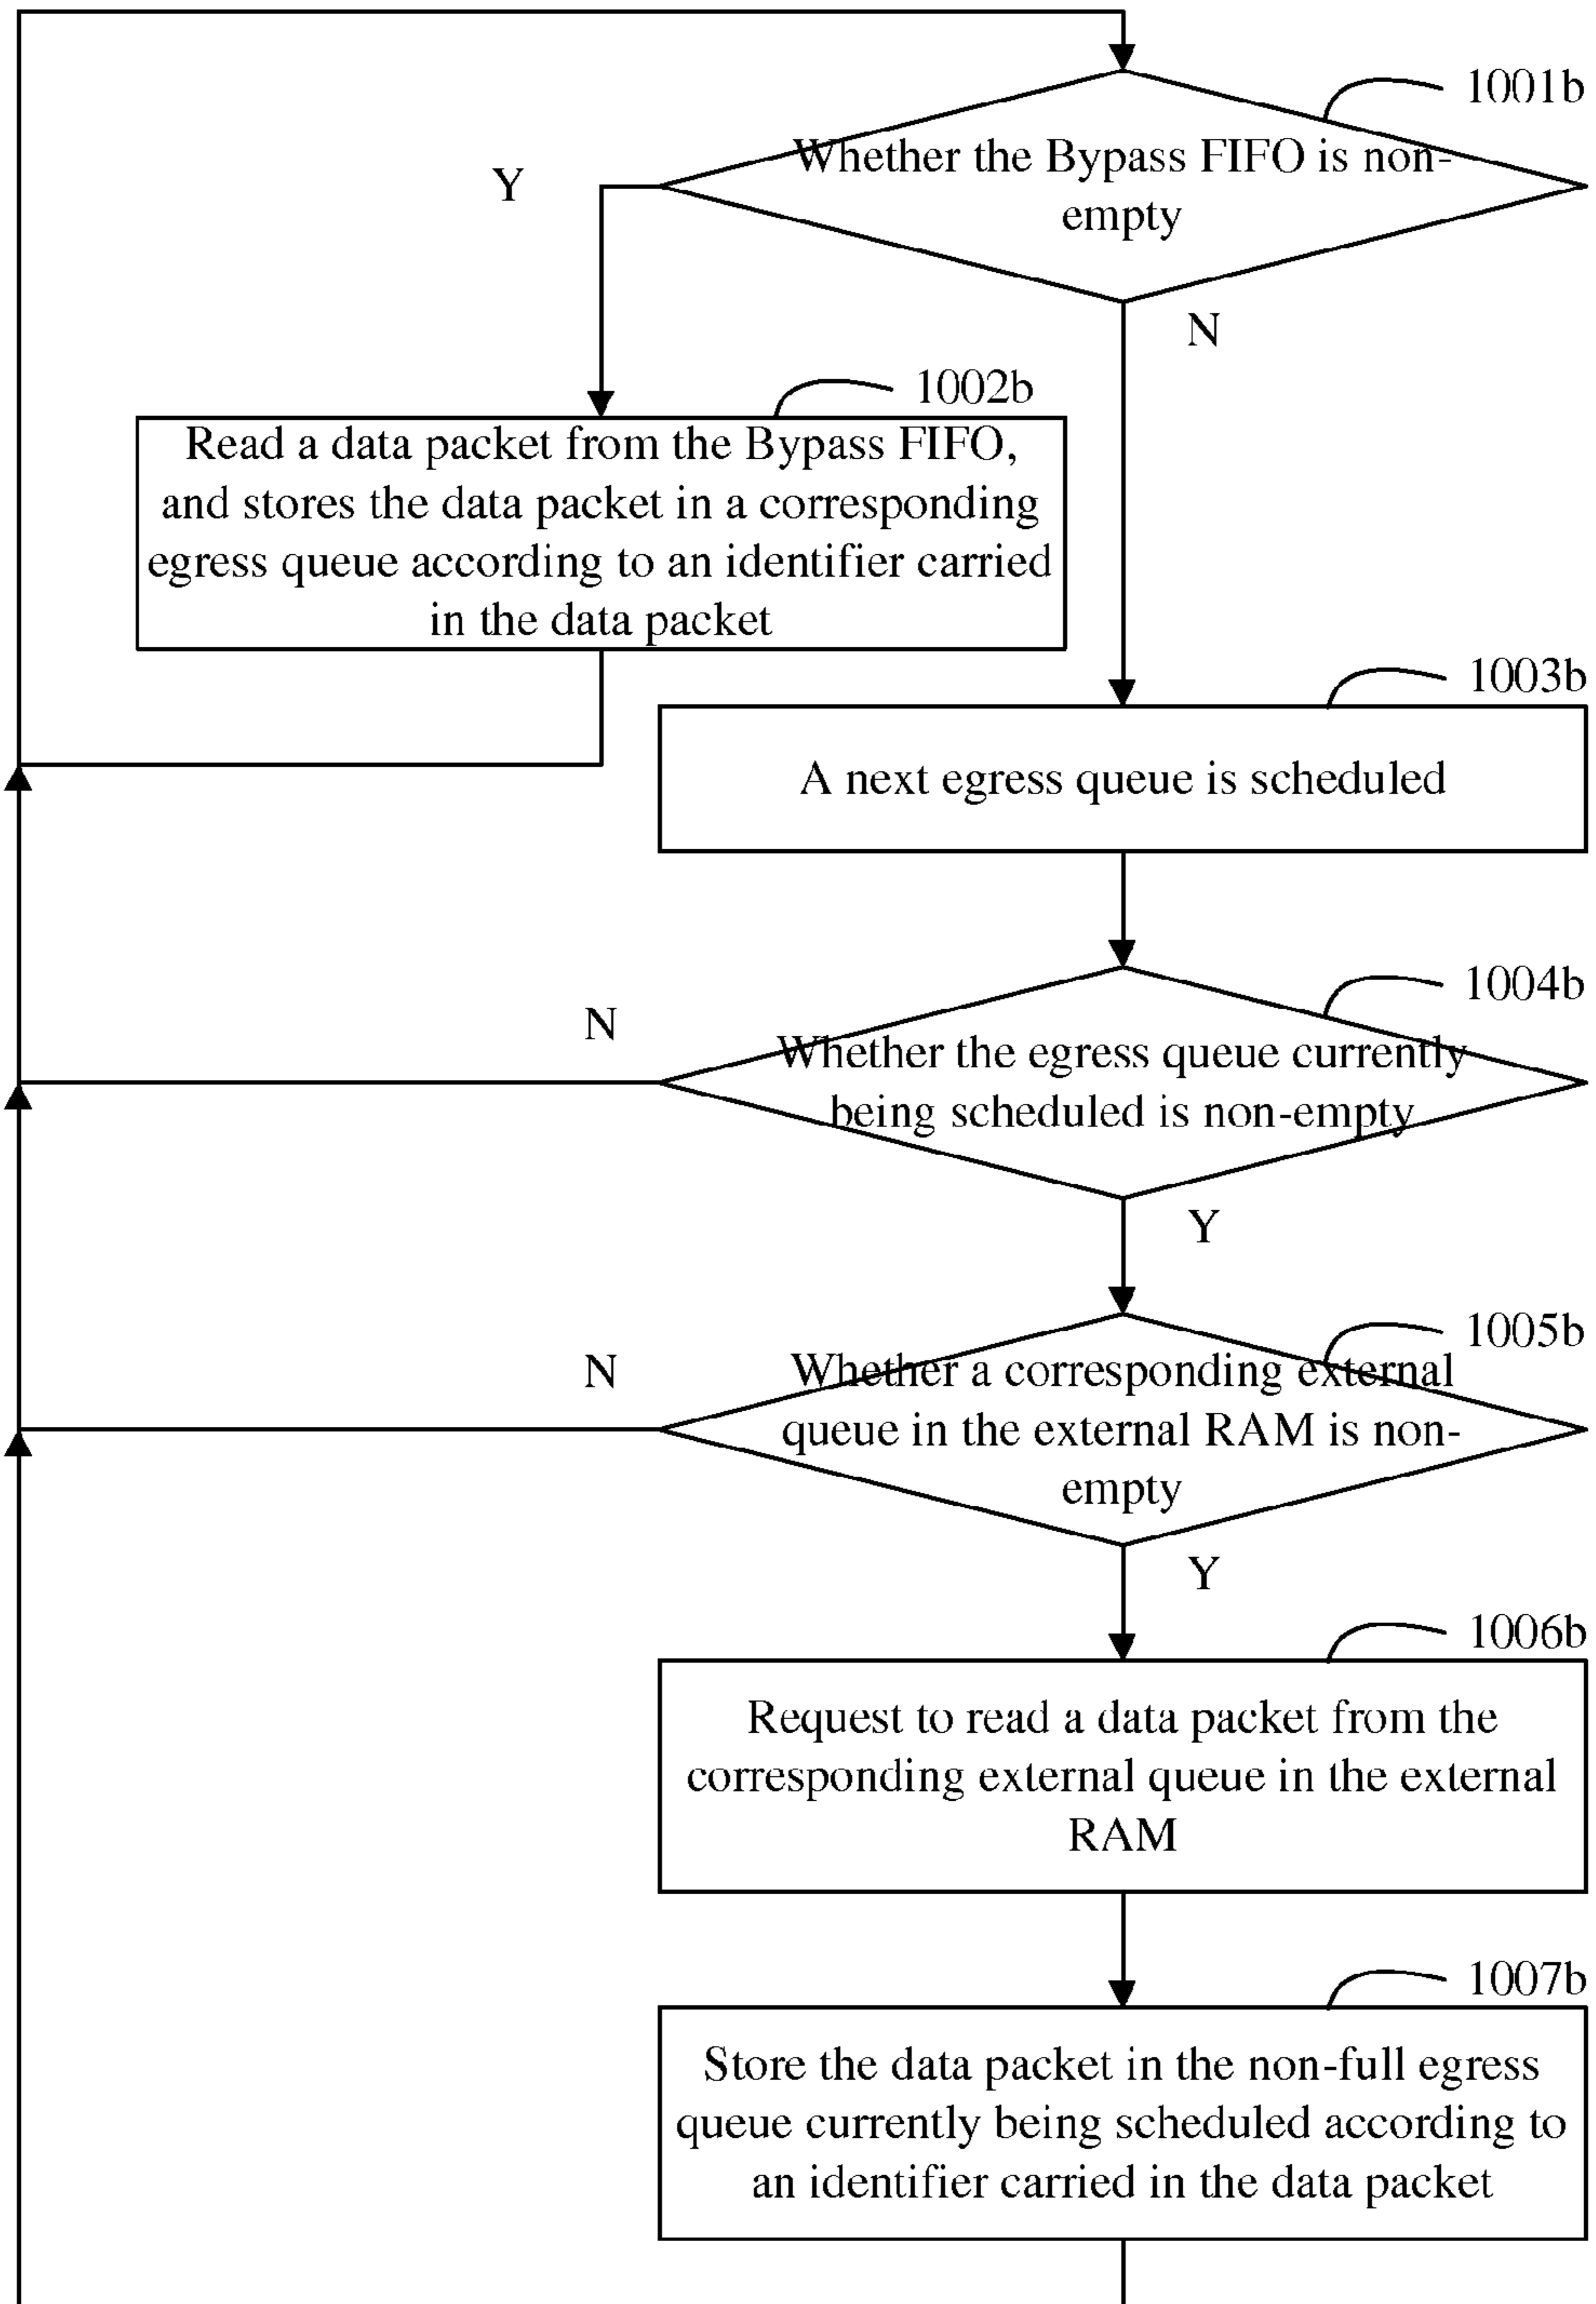 1001b
Whether the Bypass FIFO is non-
empty
Y
N
1002b
Read a data packet from the Bypass FIFO,
and stores the data packet in a corresponding
egress queue according to an identifier carried
in the data packet
1003b
A next egress queue is scheduled
1004b
N
Whether the egress queue currently
being scheduled is non-empty
Y
1005b
N
Whether a corresponding external
queue in the external RAM is non-
empty
Y
1006b
Request to read a data packet from the
corresponding external queue in the external
RAM
1007b
Store the data packet in the non-full egress
queue currently being scheduled according to
an identifier carried in the data packet